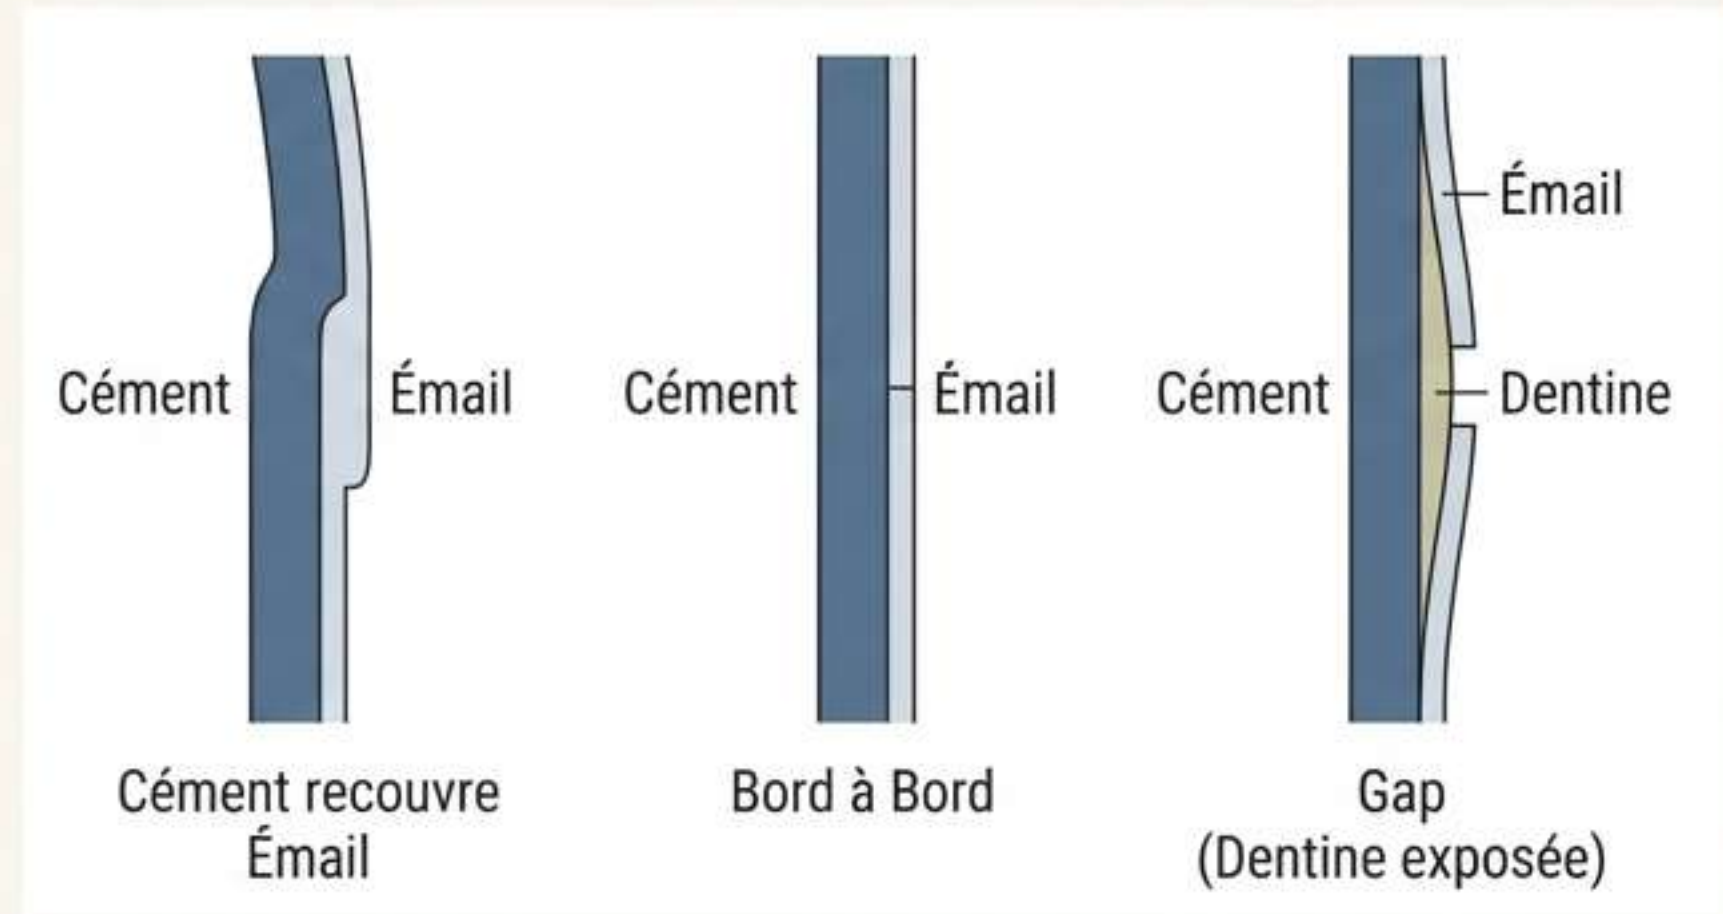 Émail
Cément
Émail
Cément
Émail
Cément
Dentine
Cément recouvre
Émail
Bord à Bord
Gap
(Dentine exposée)